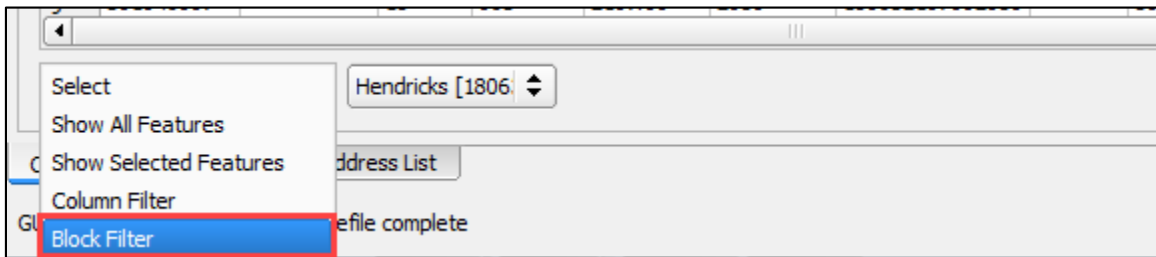 Select
Hendricks [1806
Show All Features
Show Selected Features
ddress List
Column Filter
efile complete
Block Filter